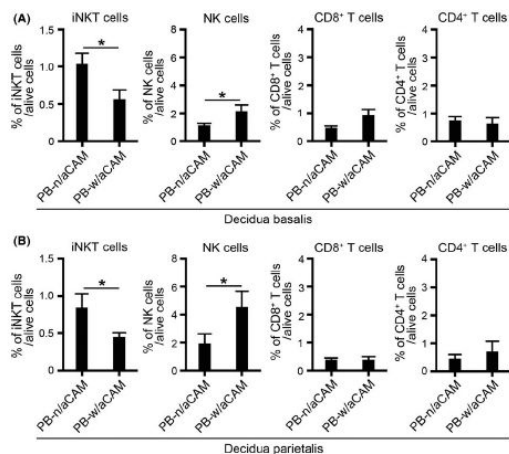 (A)
iNKT cells
NK cells
CD8⁺ T cells
CD4⁺ T cells
% of iNKT cells
/alive cells
1.5
1.0
0.5
0
*
PB-n/aCAM
PB-w/aCAM
% of NK cells
/alive cells
6
4
2
0
*
PB-n/aCAM
PB-w/aCAM
% of CD8⁺ T cells
/alive cells
4
3
2
1
0
PB-n/aCAM
PB-w/aCAM
% of CD4⁺ T cells
/alive cells
4
3
2
1
0
PB-n/aCAM
PB-w/aCAM
Decidua basalis
(B)
iNKT cells
NK cells
CD8⁺ T cells
CD4⁺ T cells
% of iNKT cells
/alive cells
1.5
1.0
0.5
0.0
*
PB-n/aCAM
PB-w/aCAM
% of NK cells
/alive cells
6
4
2
0
*
PB-n/aCAM
PB-w/aCAM
% of CD8⁺ T cells
/alive cells
4
3
2
1
0
PB-n/aCAM
PB-w/aCAM
% of CD4⁺ T cells
/alive cells
4
3
2
1
0
PB-n/aCAM
PB-w/aCAM
Decidua parietalis